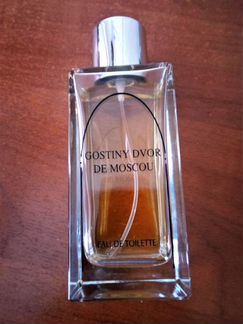 GOSTINY DVOR
DE MOSCOU
EAU DE TOILETTE